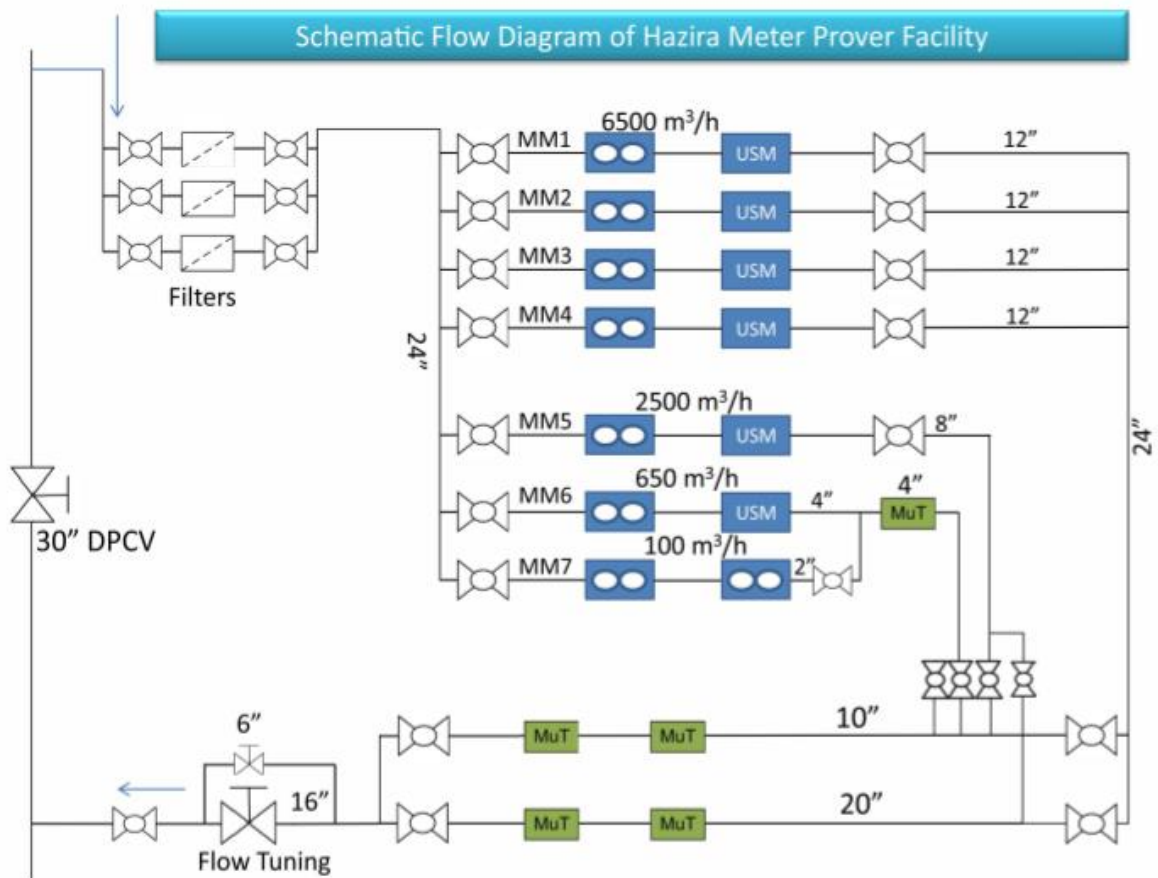 Schematic Flow Diagram of Hazira Meter Prover Facility
6500 m³/h
MM1
USM
12”
MM2
USM
12”
MM3
USM
12”
Filters
MM4
USM
12”
24”
24”
2500 m³/h
MM5
USM
8”
650 m³/h
MM6
USM
4”
4”
MuT
30” DPCV
100 m³/h
MM7
2”
6”
MuT
MuT
10”
16”
MuT
MuT
20”
Flow Tuning